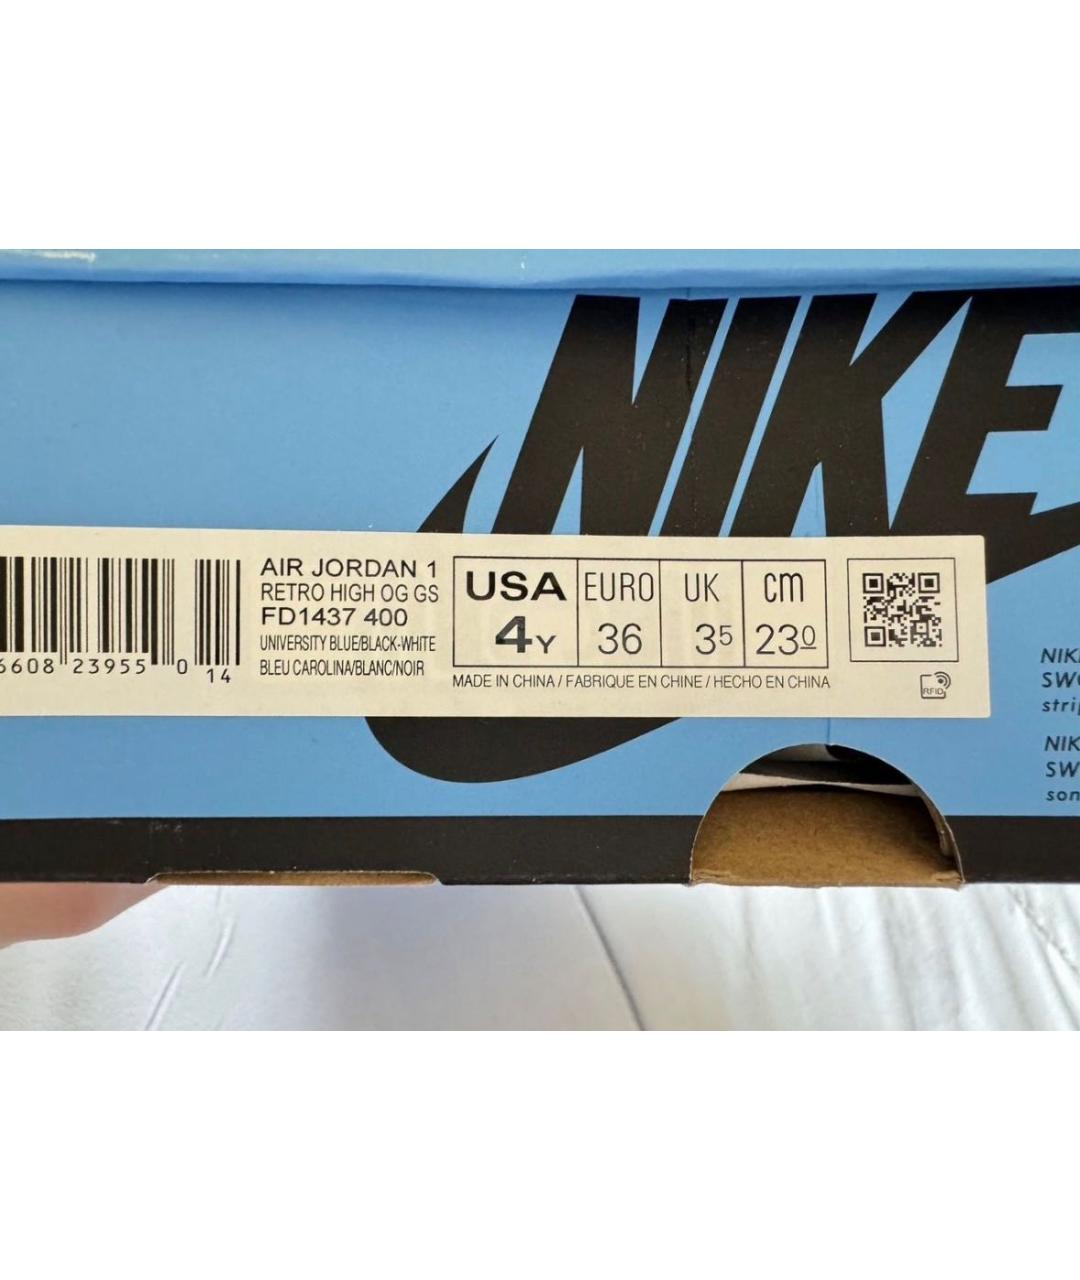 NIKE
AIR JORDAN 1
RETRO HIGH OG GS
FD1437 400
UNIVERSITY BLUE/BLACK-WHITE
BLEU CAROLINA/BLANC/NOIR
6608 23955 0 14
USA EURO UK CM
4Y 36 3⁵ 23⁰
MADE IN CHINA / FABRIQUE EN CHINE / HECHO EN CHINA
RFID